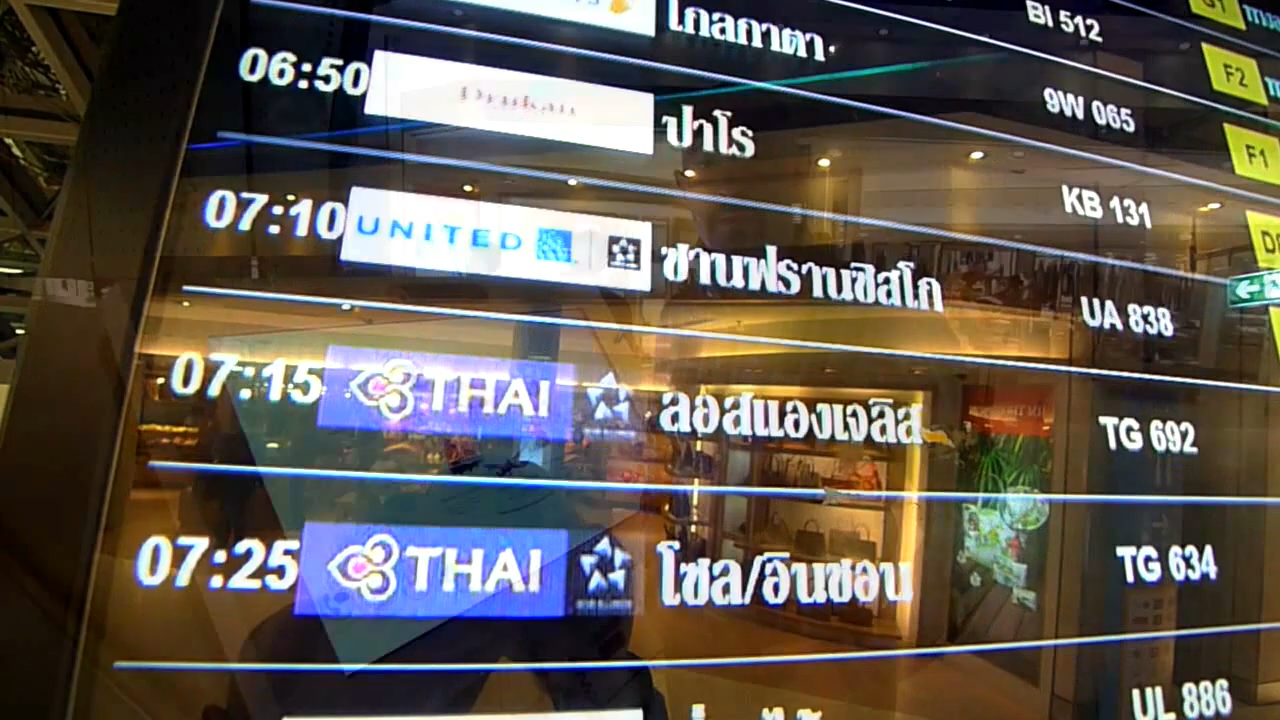 G1
BI 512 F2
โกลกาตา 9W 065 F1
06:50 ปาโร KB 131
07:10 UNITED ซานฟรานซิสโก UA 838
07:15 THAI ลอสแองเจลิส TG 692
07:25 THAI โซล/อินชอน TG 634
UL 886